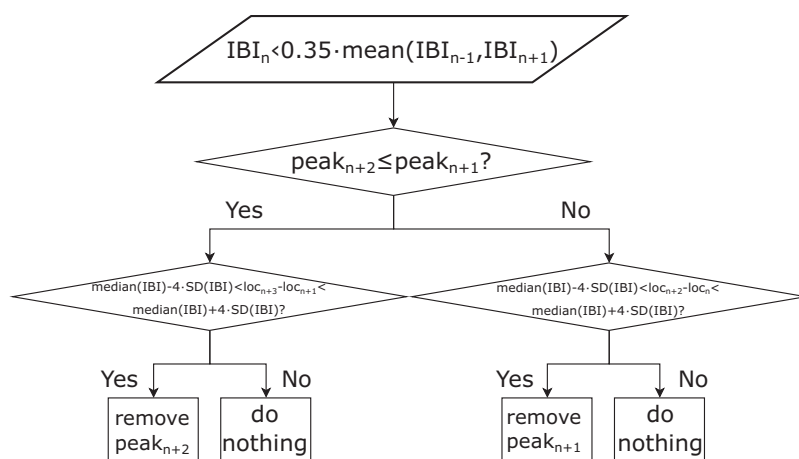 IBIₙ<0.35·mean(IBIₙ₋₁,IBIₙ₊₁)
peakₙ₊₂≤peakₙ₊₁?
Yes
No
median(IBI)-4·SD(IBI)<locₙ₊₃-locₙ₊₁<
median(IBI)+4·SD(IBI)?
median(IBI)-4·SD(IBI)<locₙ₊₂-locₙ<
median(IBI)+4·SD(IBI)?
Yes
No
Yes
No
remove
peakₙ₊₂
do
nothing
remove
peakₙ₊₁
do
nothing